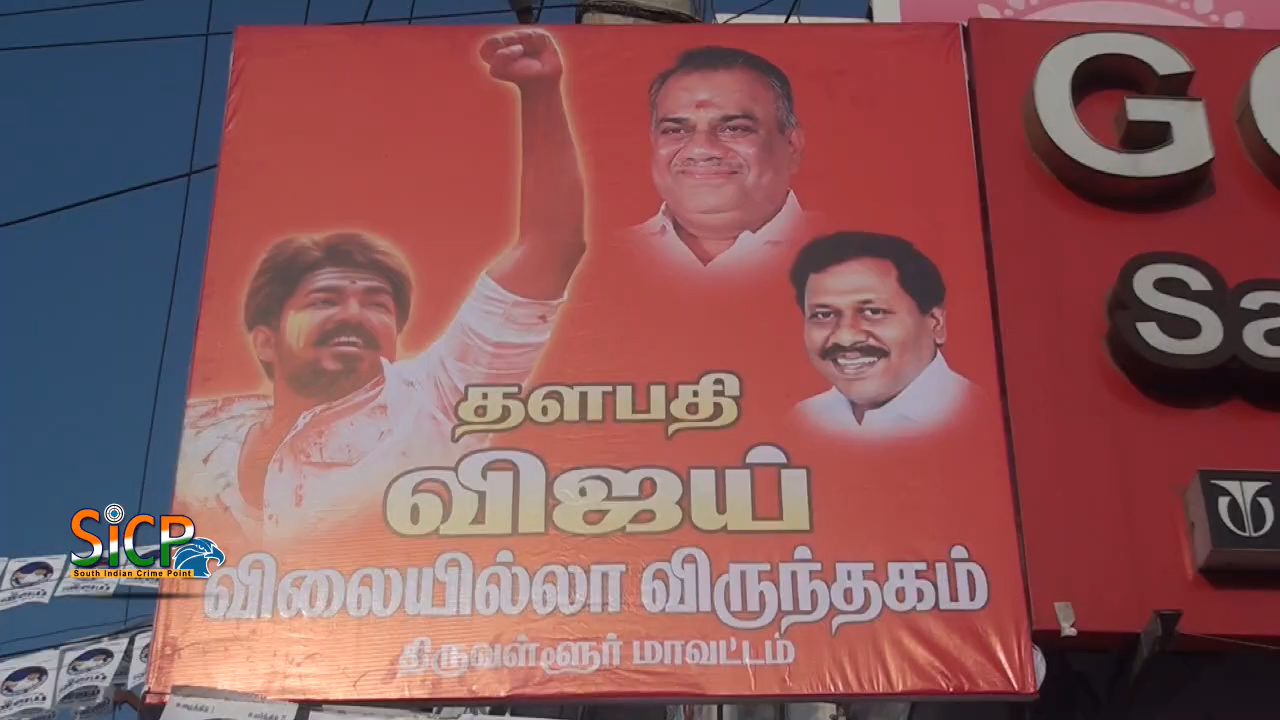 தளபதி
விஜய்
விலையில்லா விருந்தகம்
திருவள்ளூர் மாவட்டம்
G
Sa
SiCP
South Indian Crime Point